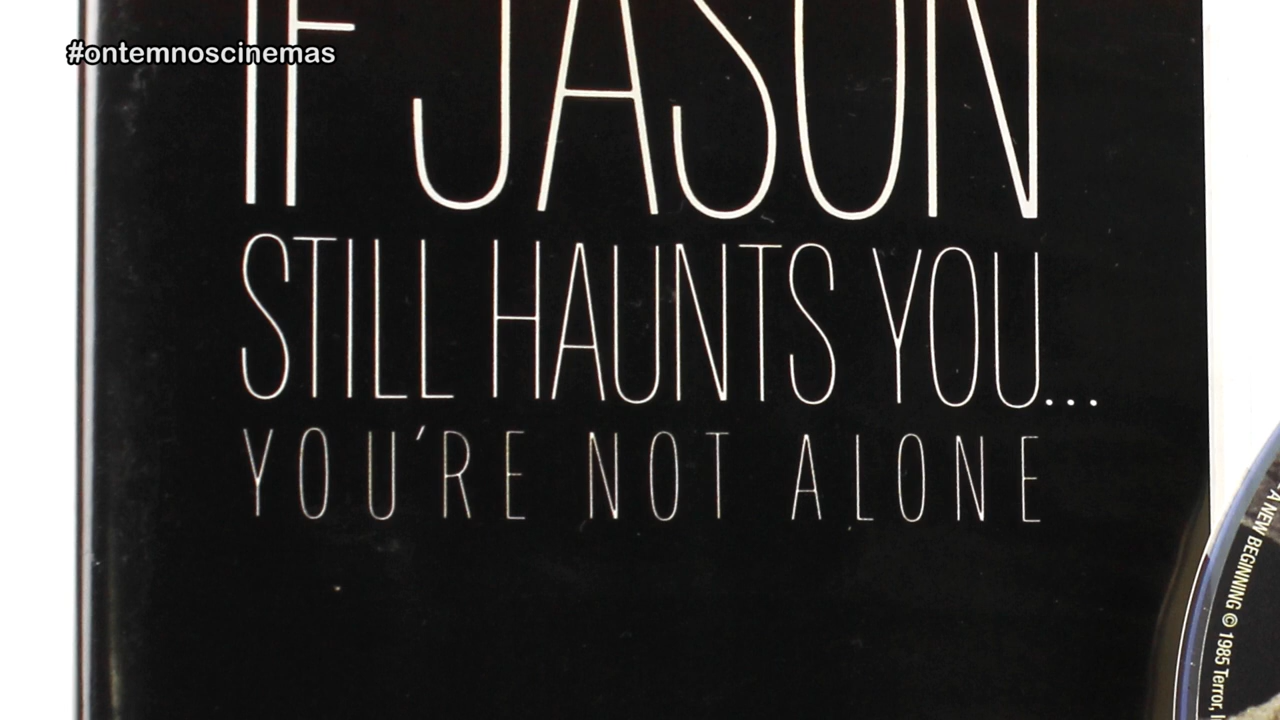 #ontemnoscinemas
IF JASON
STILL HAUNTS YOU...
YOU'RE NOT ALONE
A NEW BEGINNING © 1985 Terror,